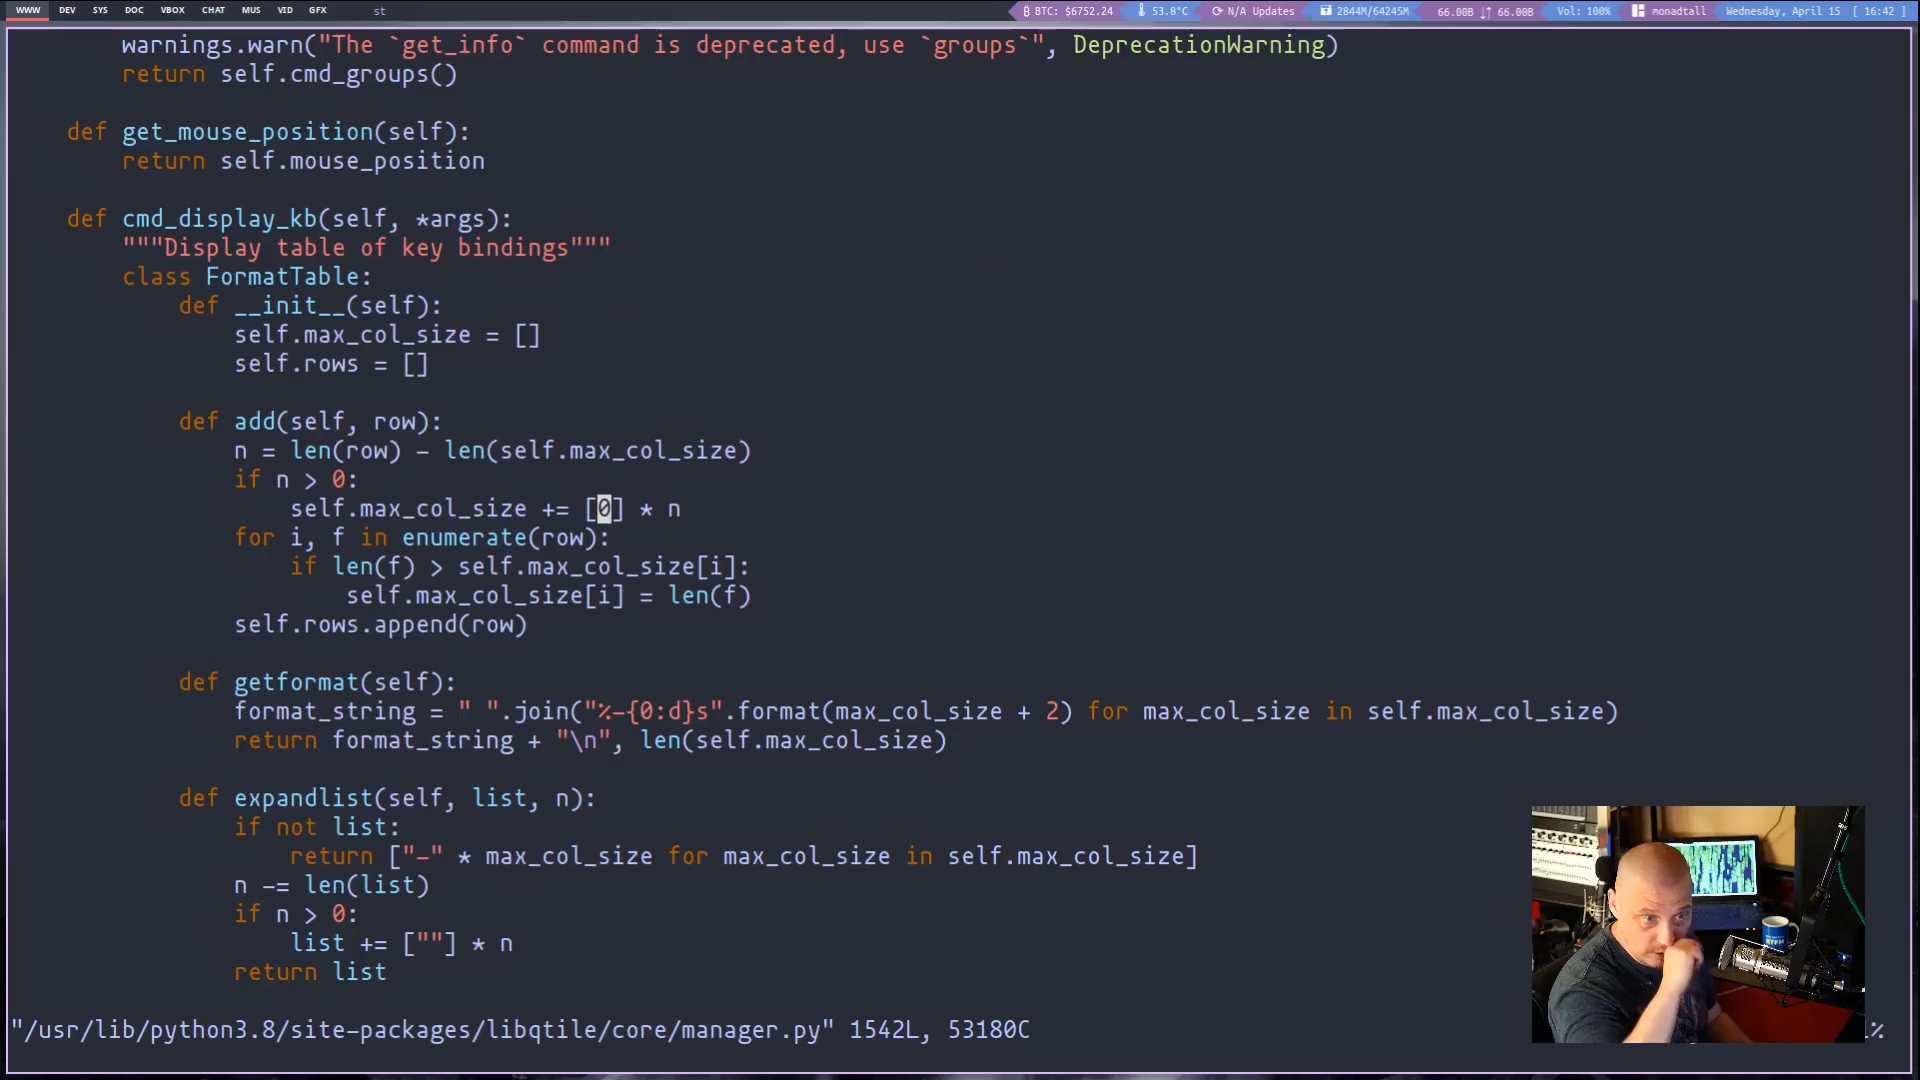 WWW DEV SYS DOC VBOX CHAT MUS VID GFX st BTC: $6752.24 53.8°C N/A Updates 2844M/64245M 66.00B ↓↑ 66.00B Vol: 100% monadtall Wednesday, April 15 [ 16:42 ]
warnings.warn("The `get_info` command is deprecated, use `groups`", DeprecationWarning)
return self.cmd_groups()
def get_mouse_position(self):
return self.mouse_position
def cmd_display_kb(self, *args):
"""Display table of key bindings"""
class FormatTable:
def __init__(self):
self.max_col_size = []
self.rows = []
def add(self, row):
n = len(row) - len(self.max_col_size)
if n > 0:
self.max_col_size += [0] * n
for i, f in enumerate(row):
if len(f) > self.max_col_size[i]:
self.max_col_size[i] = len(f)
self.rows.append(row)
def getformat(self):
format_string = " ".join("%-{0:d}s".format(max_col_size + 2) for max_col_size in self.max_col_size)
return format_string + "\n", len(self.max_col_size)
def expandlist(self, list, n):
if not list:
return ["-" * max_col_size for max_col_size in self.max_col_size]
n -= len(list)
if n > 0:
list += [""] * n
return list
"/usr/lib/python3.8/site-packages/libqtile/core/manager.py" 1542L, 53180C